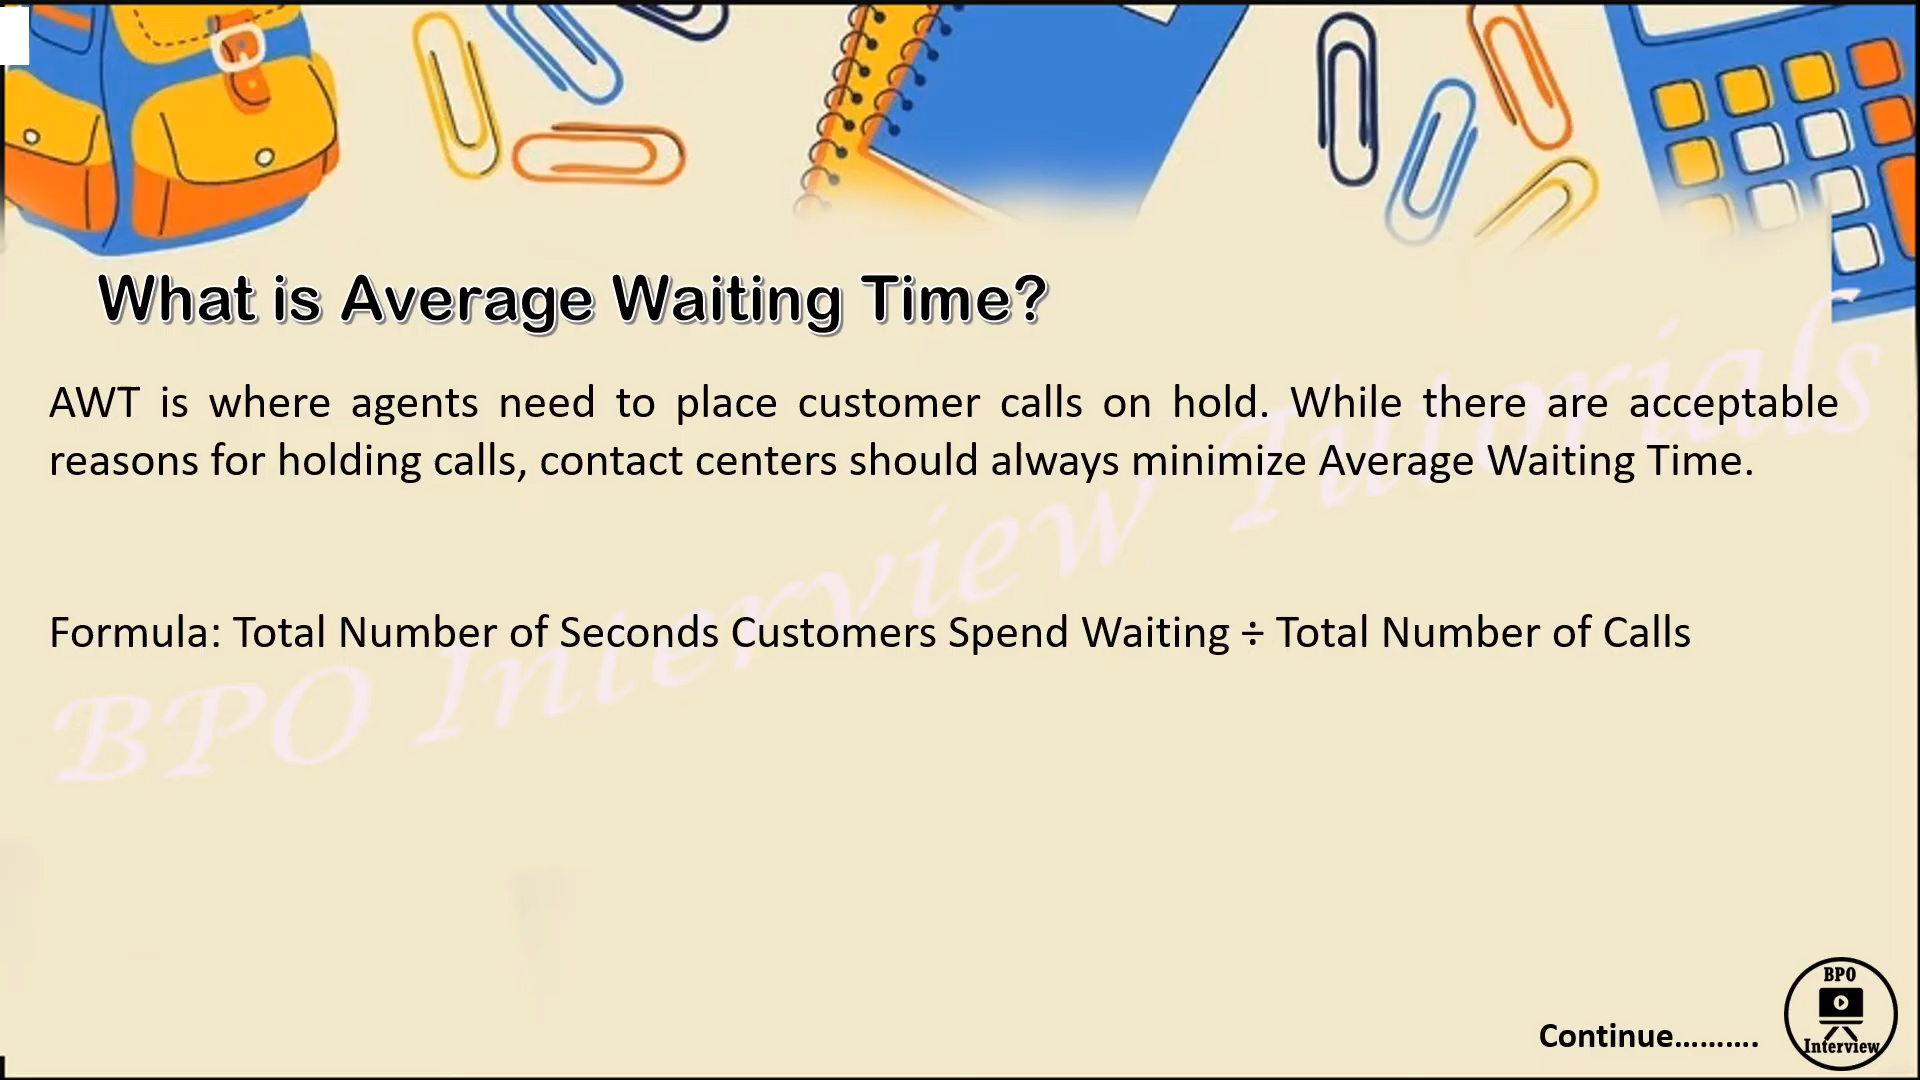 What is Average Waiting Time?
AWT is where agents need to place customer calls on hold. While there are acceptable
reasons for holding calls, contact centers should always minimize Average Waiting Time.
Formula: Total Number of Seconds Customers Spend Waiting ÷ Total Number of Calls
BPO Interview Tutorials
Continue..........
BPO
Interview